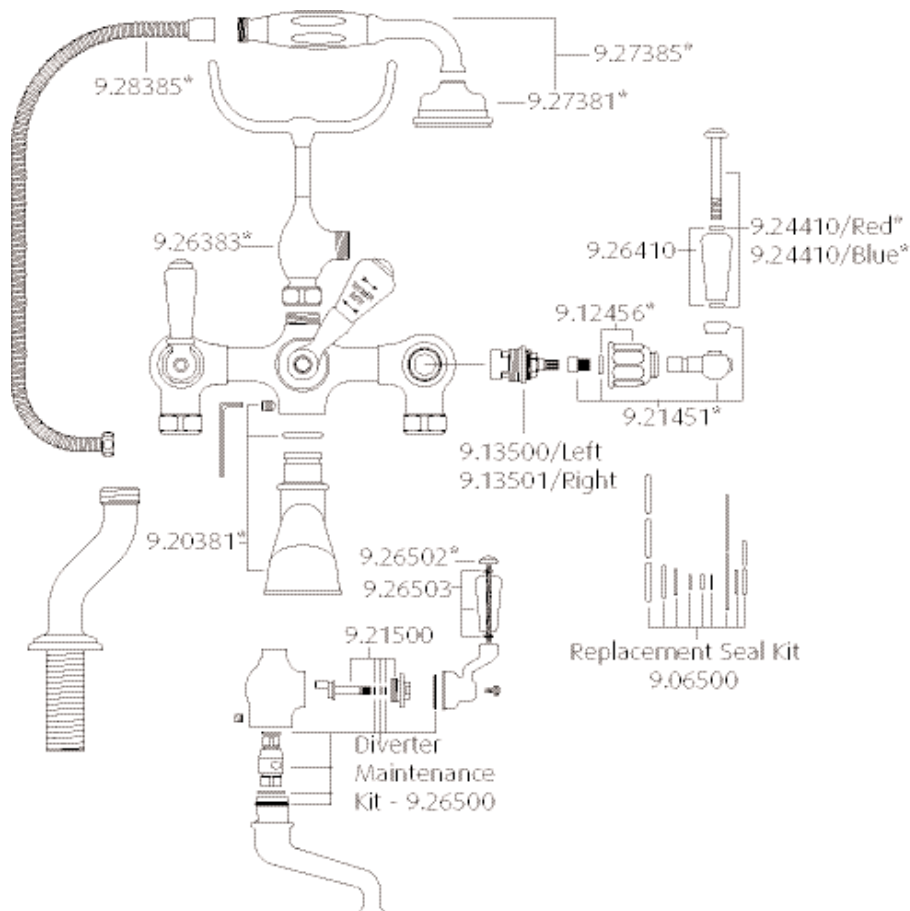 9.28385*
9.27385*
9.27381*
9.26383*
9.26410
9.24410/Red*
9.24410/Blue*
9.12456*
9.21451*
9.13500/Left
9.13501/Right
9.20381*
9.26502*
9.26503
9.21500
Replacement Seal Kit
9.06500
Diverter
Maintenance
Kit - 9.26500